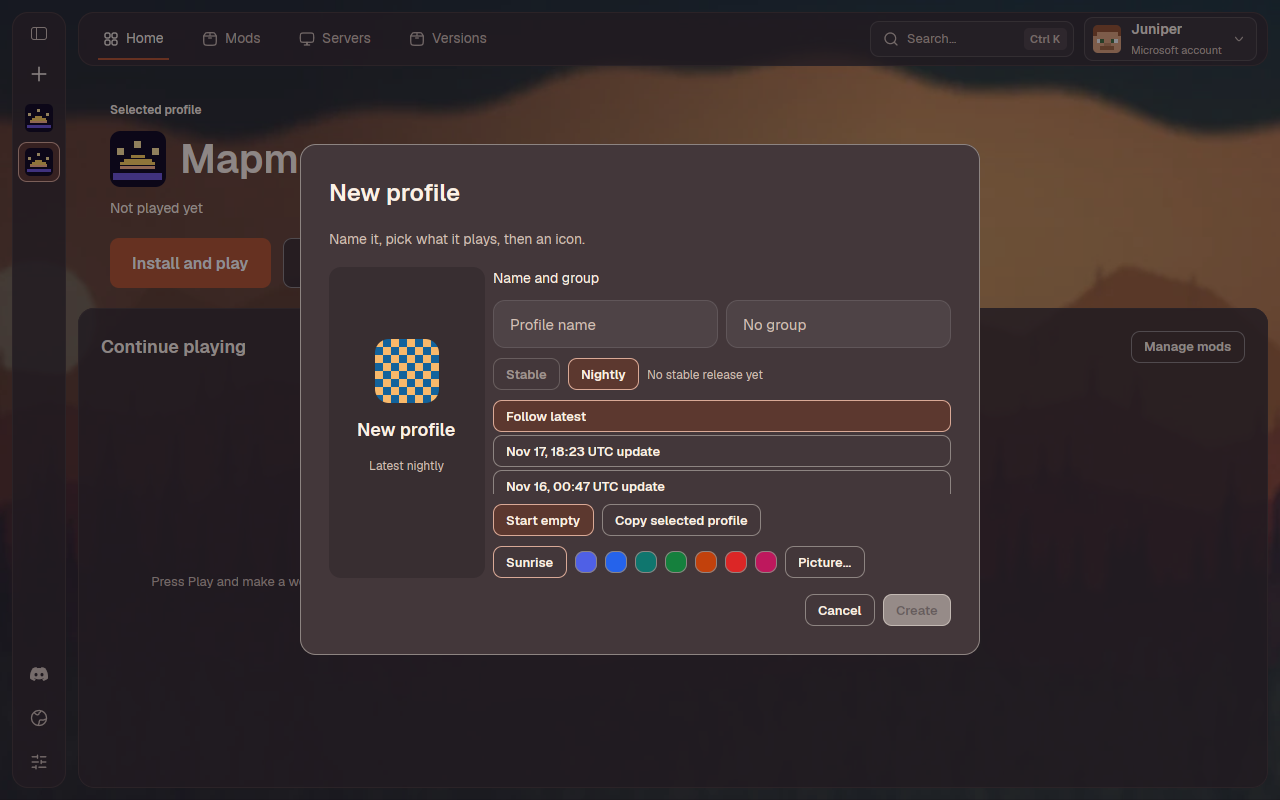 Home
Mods
Servers
Versions
Search...
Ctrl K
Juniper
Microsoft account
Selected profile
Mapm
Not played yet
Install and play
Continue playing
Manage mods
Press Play and make a wo
New profile
Name it, pick what it plays, then an icon.
New profile
Latest nightly
Name and group
Profile name
No group
Stable
Nightly
No stable release yet
Follow latest
Nov 17, 18:23 UTC update
Nov 16, 00:47 UTC update
Start empty
Copy selected profile
Sunrise
Picture...
Cancel
Create